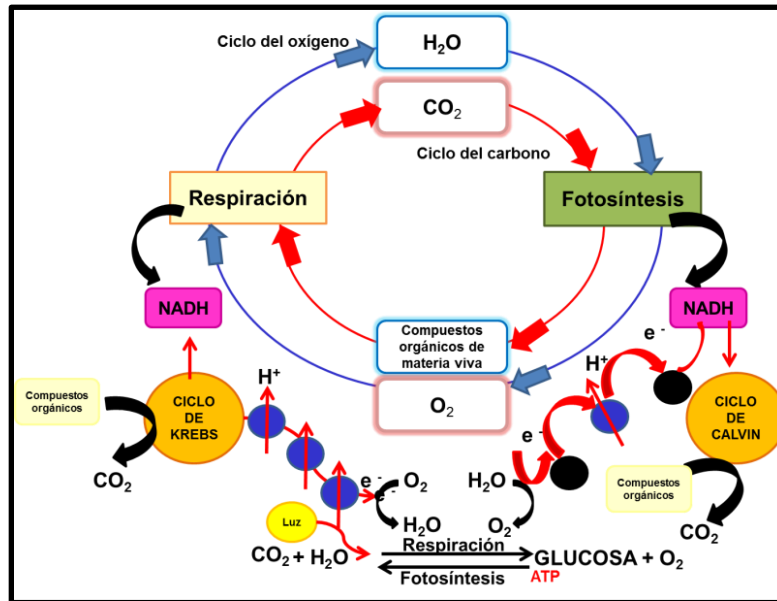 Ciclo del oxígeno
H₂O
CO₂
Ciclo del carbono
Respiración
Fotosíntesis
NADH
NADH
Compuestos
orgánicos de
materia viva
O₂
e -
H⁺
H⁺
Compuestos
orgánicos
CICLO
DE
KREBS
CICLO
DE
CALVIN
e -
CO₂
e -
e -
O₂
H₂O
Compuestos
orgánicos
Luz
H₂O
O₂
CO₂
CO₂ + H₂O
Respiración
GLUCOSA + O₂
Fotosíntesis
ATP